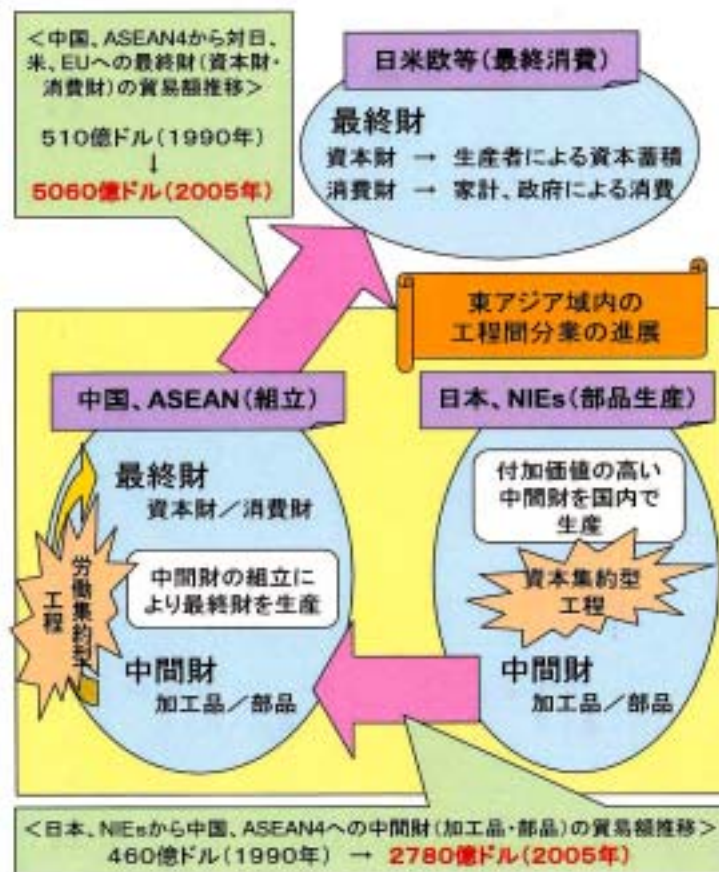 ＜中国、ASEAN4から対日、
米、EUへの最終財(資本財・
消費財)の貿易額推移＞
510億ドル(1990年)
↓
5060億ドル(2005年)
日米欧等(最終消費)
最終財
資本財 → 生産者による資本蓄積
消費財 → 家計、政府による消費
東アジア域内の
工程間分業の進展
中国、ASEAN(組立)
最終財
資本財／消費財
労働集約型
工程
中間財の組立に
より最終財を生産
中間財
加工品／部品
日本、NIEs(部品生産)
付加価値の高い
中間財を国内で
生産
資本集約型
工程
中間財
加工品／部品
＜日本、NIEsから中国、ASEAN4への中間財(加工品・部品)の貿易額推移＞
460億ドル(1990年) → 2780億ドル(2005年)